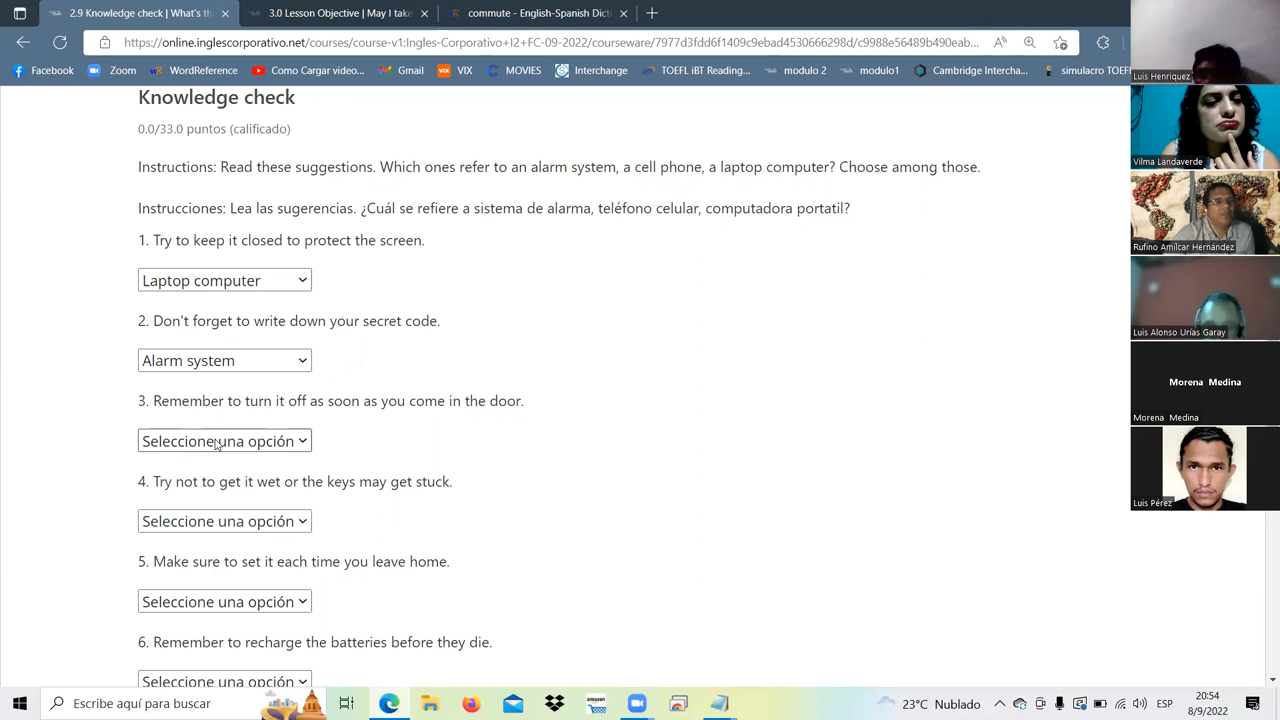 2.9 Knowledge check | What's th
3.0 Lesson Objective | May I take
commute - English-Spanish Dict
https://online.inglescorporativo.net/courses/course-v1:Ingles-Corporativo+I2+FC-09-2022/courseware/7977d3fdd6f1409c9ebad4530666298d/c9988e56489b490eab...
Facebook
Zoom
WordReference
Como Cargar video...
Gmail
VIX
MOVIES
Interchange
TOEFL iBT Reading...
modulo 2
modulo1
Cambridge Intercha...
simulacro TOEFL
Knowledge check
0.0/33.0 puntos (calificado)
Instructions: Read these suggestions. Which ones refer to an alarm system, a cell phone, a laptop computer? Choose among those.
Instrucciones: Lea las sugerencias. ¿Cuál se refiere a sistema de alarma, teléfono celular, computadora portatil?
1. Try to keep it closed to protect the screen.
Laptop computer
2. Don't forget to write down your secret code.
Alarm system
3. Remember to turn it off as soon as you come in the door.
Seleccione una opción
4. Try not to get it wet or the keys may get stuck.
Seleccione una opción
5. Make sure to set it each time you leave home.
Seleccione una opción
6. Remember to recharge the batteries before they die.
Seleccione una opción
Luis Henriquez
Vilma Landaverde
Rufino Amilcar Hernández
Luis Alonso Urías Garay
Morena Medina
Morena Medina
Luis Pérez
Escribe aquí para buscar
23°C Nublado
ESP
20:54
8/9/2022